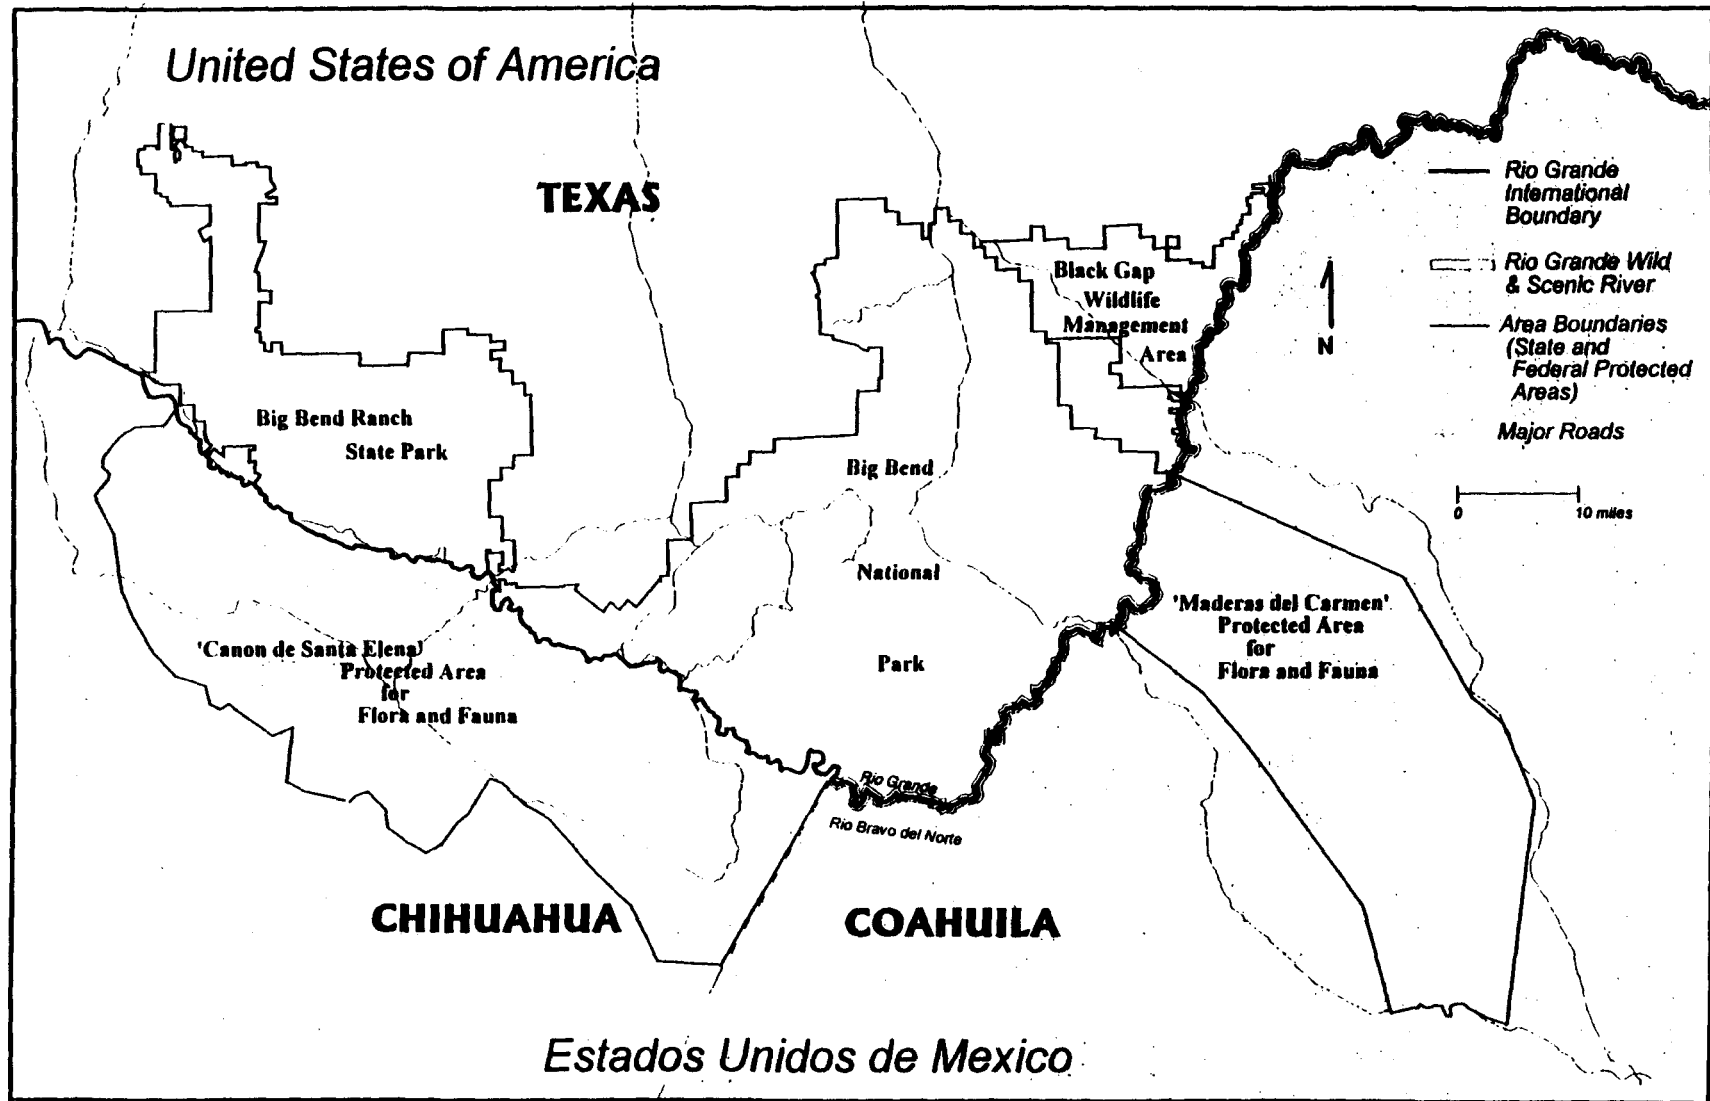 United States of America
TEXAS
Rio Grande
International
Boundary
Rio Grande Wild
& Scenic River
Area Boundaries
(State and
Federal Protected
Areas)
Major Roads
0 10 miles
N
Black Gap
Wildlife
Management
Area
Big Bend Ranch
State Park
Big Bend
National
Park
'Canon de Santa Elena'
Protected Area
for
Flora and Fauna
'Maderas del Carmen'
Protected Area
for
Flora and Fauna
Rio Grande
Rio Bravo del Norte
CHIHUAHUA
COAHUILA
Estados Unidos de Mexico